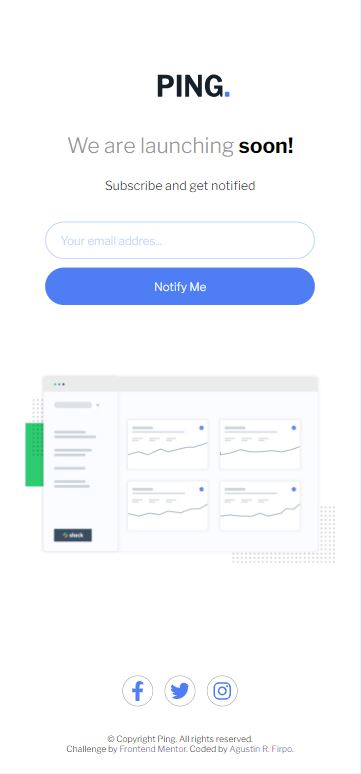 PING.
We are launching soon!
Subscribe and get notified
Your email addres...
Notify Me
slack
© Copyright Ping. All rights reserved.
Challenge by Frontend Mentor. Coded by Agustin R. Firpo.